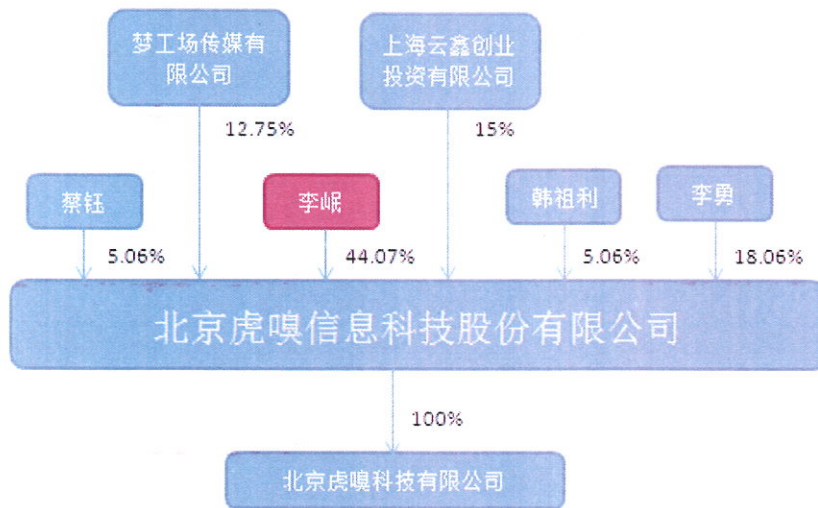 梦工场传媒有
限公司
上海云鑫创业
投资有限公司
12.75%
15%
蔡钰
李岷
韩祖利
李勇
5.06%
44.07%
5.06%
18.06%
北京虎嗅信息科技股份有限公司
100%
北京虎嗅科技有限公司